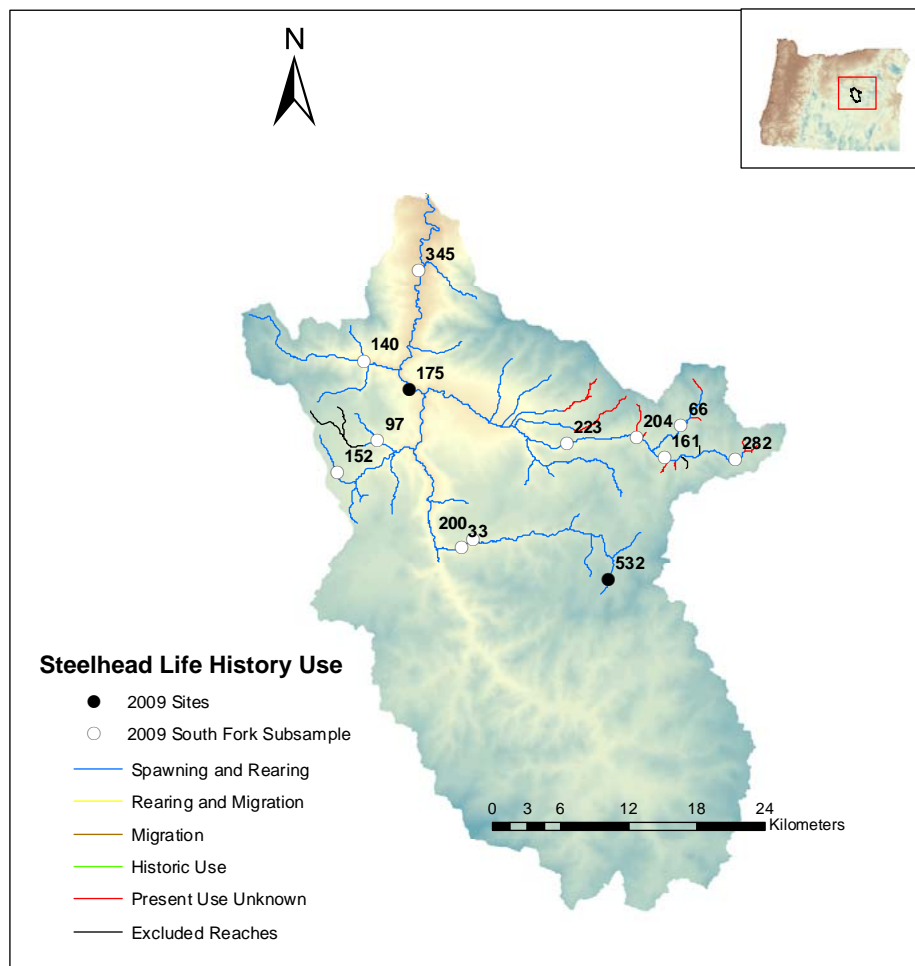 N
345
140
175
97
152
223
204
66
161
282
200
33
532
Steelhead Life History Use
2009 Sites
2009 South Fork Subsample
Spawning and Rearing
Rearing and Migration
Migration
Historic Use
Present Use Unknown
Excluded Reaches
0 3 6 12 18 24
Kilometers